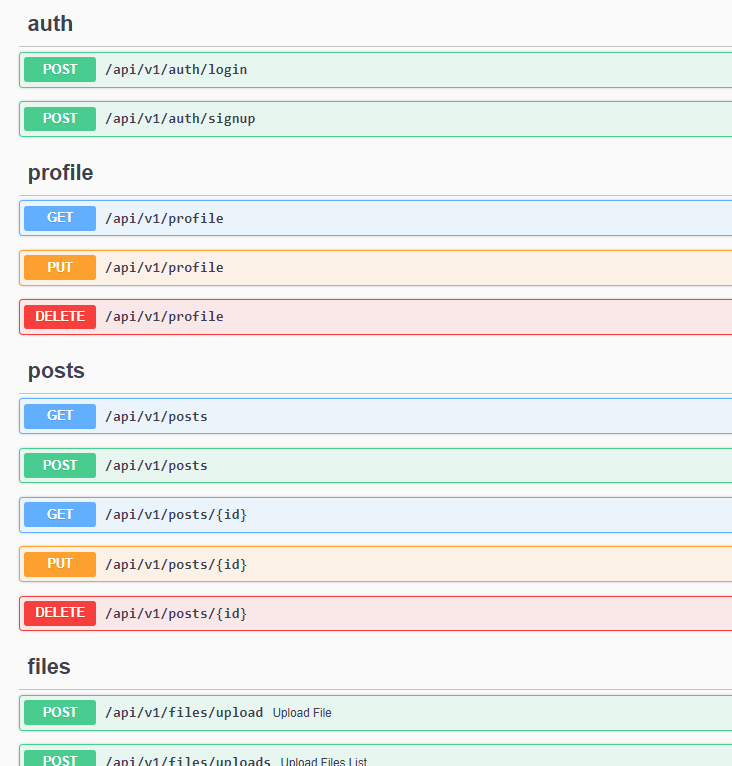 auth
POST /api/v1/auth/login
POST /api/v1/auth/signup
profile
GET /api/v1/profile
PUT /api/v1/profile
DELETE /api/v1/profile
posts
GET /api/v1/posts
POST /api/v1/posts
GET /api/v1/posts/{id}
PUT /api/v1/posts/{id}
DELETE /api/v1/posts/{id}
files
POST /api/v1/files/upload Upload File
POST /api/v1/files/uploads Upload Files List